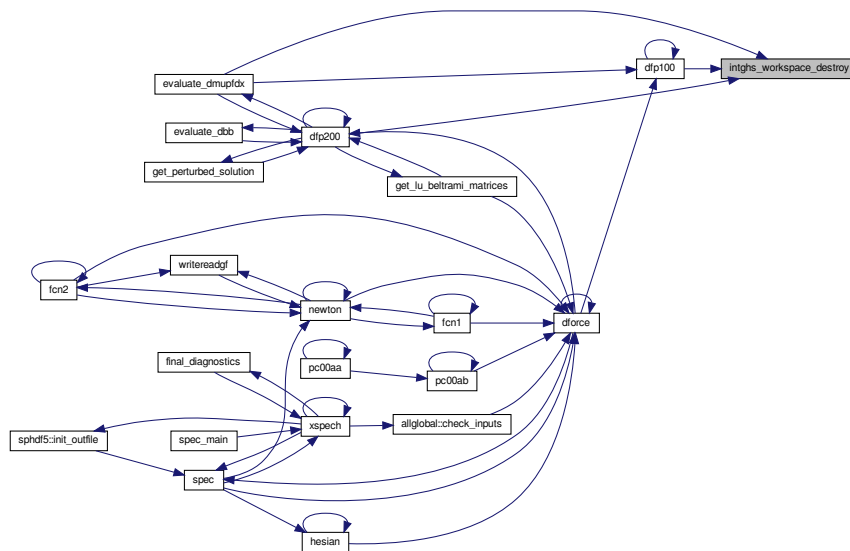 dfp100
intghs_workspace_destroy
evaluate_dmupfdx
evaluate_dbb
dfp200
get_perturbed_solution
get_lu_beltrami_matrices
writereadgf
fcn2
newton
fcn1
dforce
final_diagnostics
pc00aa
pc00ab
allglobal::check_inputs
xspech
sphdf5::init_outfile
spec_main
spec
hesian